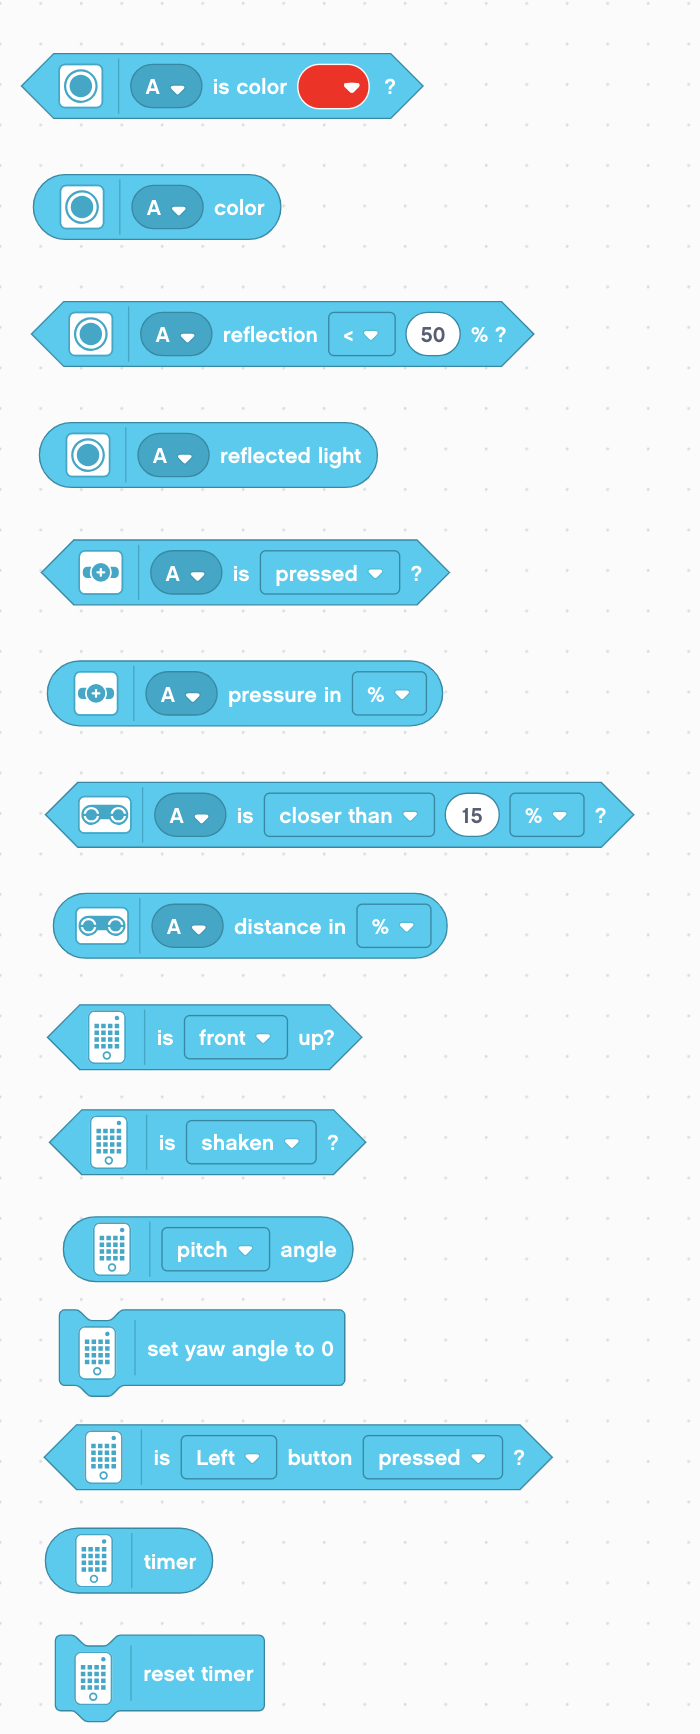 A is color ?
A color
A reflection < 50 % ?
A reflected light
A is pressed ?
A pressure in %
A is closer than 15 % ?
A distance in %
is front up?
is shaken ?
pitch angle
set yaw angle to 0
is Left button pressed ?
timer
reset timer